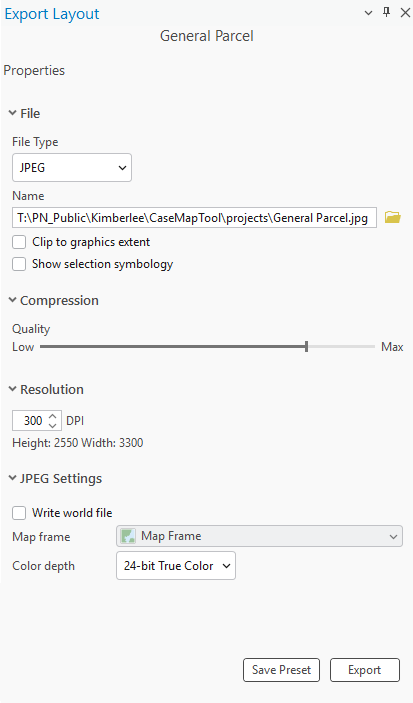 Export Layout
General Parcel
Properties
File
File Type
JPEG
Name
T:\PN_Public\Kimberlee\CaseMapTool\projects\General Parcel.jpg
Clip to graphics extent
Show selection symbology
Compression
Quality
Low Max
Resolution
300 DPI
Height: 2550 Width: 3300
JPEG Settings
Write world file
Map frame Map Frame
Color depth 24-bit True Color
Save Preset Export